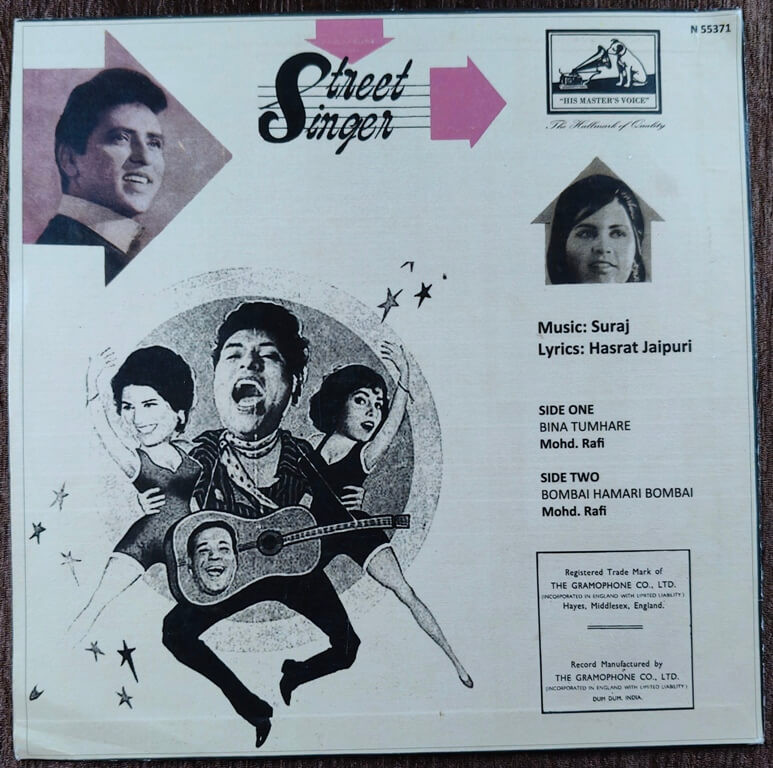 N 55371
Street
Singer
"HIS MASTER'S VOICE"
The Hallmark of Quality
Music: Suraj
Lyrics: Hasrat Jaipuri
SIDE ONE
BINA TUMHARE
Mohd. Rafi
SIDE TWO
BOMBAI HAMARI BOMBAI
Mohd. Rafi
Registered Trade Mark of
THE GRAMOPHONE CO., LTD.
(INCORPORATED IN ENGLAND WITH LIMITED LIABILITY)
Hayes, Middlesex, England.
Record Manufactured by
THE GRAMOPHONE CO., LTD.
(INCORPORATED IN ENGLAND WITH LIMITED LIABILITY)
DUM DUM, INDIA.